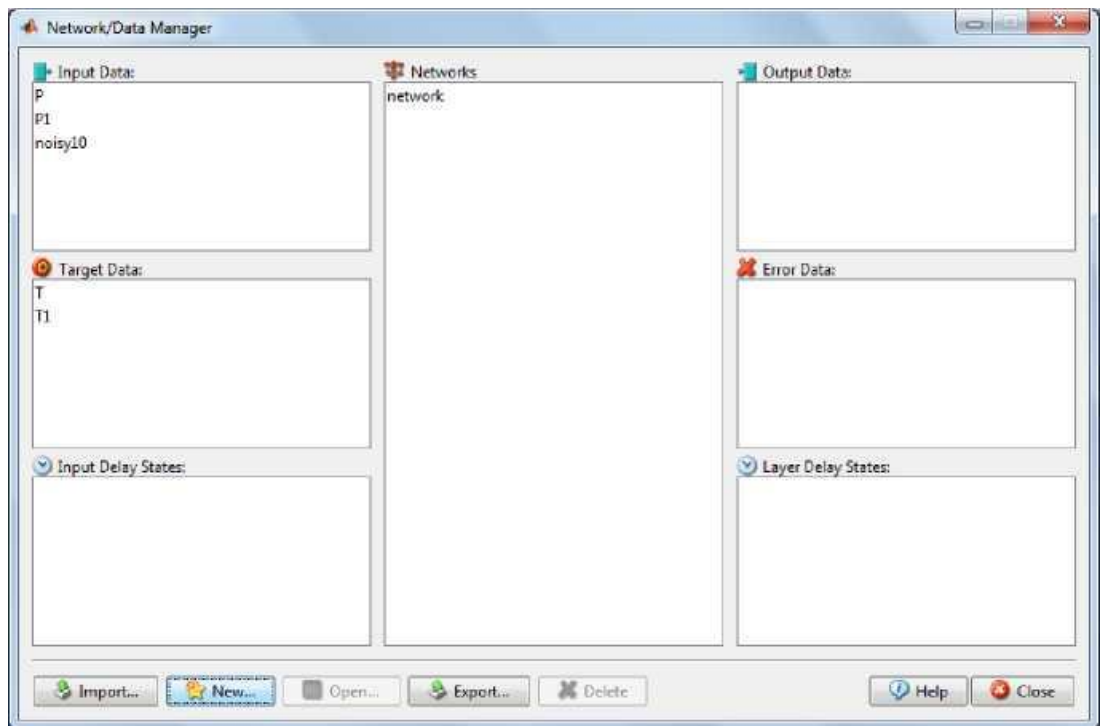 Network/Data Manager
Input Data:
P
P1
noisy10
Networks
network
Output Data:
Target Data:
T
T1
Error Data:
Input Delay States:
Layer Delay States:
Import...
New...
Open...
Export...
Delete
Help
Close